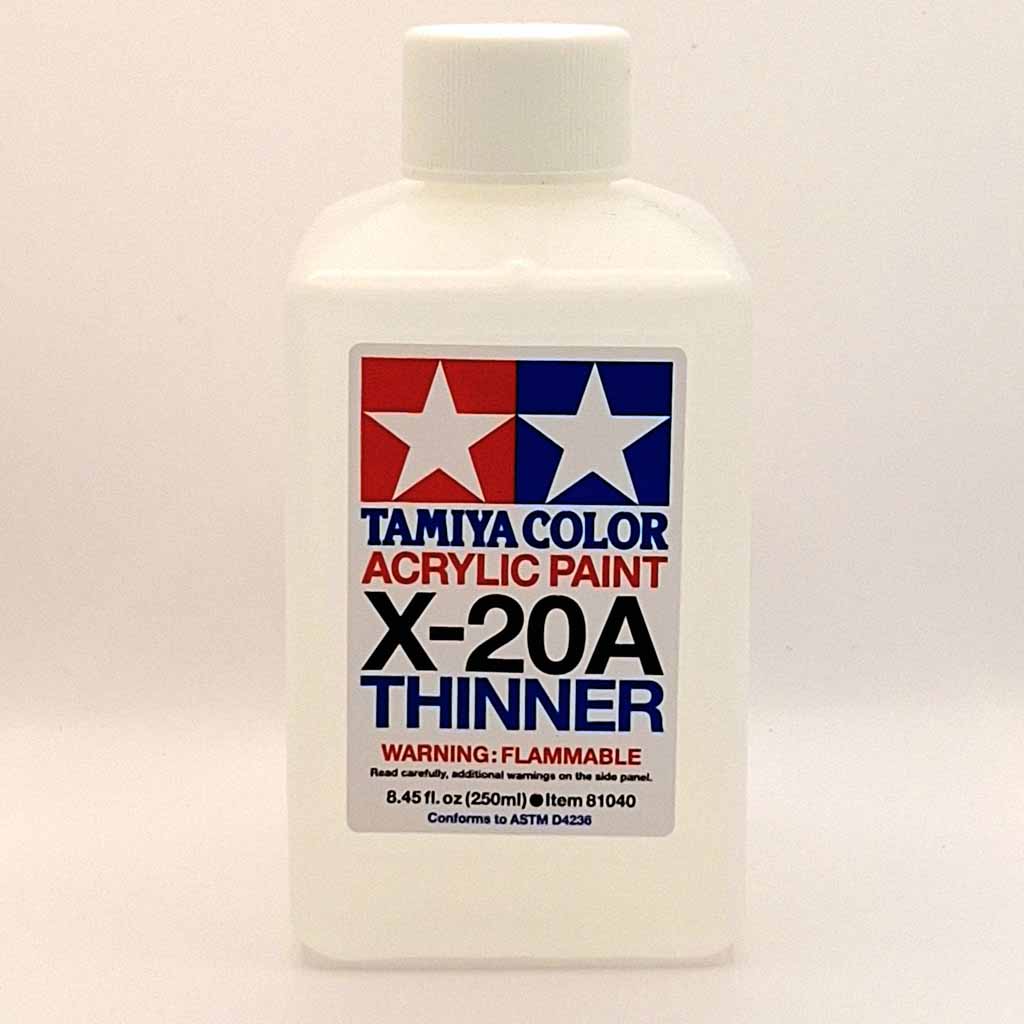 TAMIYA COLOR
ACRYLIC PAINT
X-20A
THINNER
WARNING: FLAMMABLE
Read carefully, additional warnings on the side panel.
8.45 fl. oz (250ml) ● Item 81040
Conforms to ASTM D4236